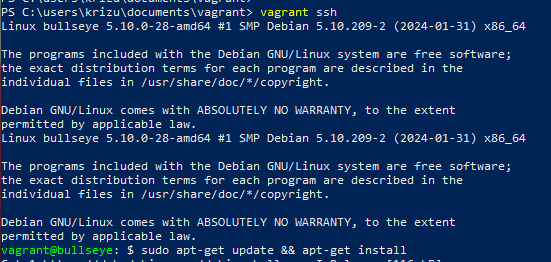 PS C:\users\krizu\documents\vagrant>
PS C:\users\krizu\documents\vagrant> vagrant ssh
Linux bullseye 5.10.0-28-amd64 #1 SMP Debian 5.10.209-2 (2024-01-31) x86_64
The programs included with the Debian GNU/Linux system are free software;
the exact distribution terms for each program are described in the
individual files in /usr/share/doc/*/copyright.
Debian GNU/Linux comes with ABSOLUTELY NO WARRANTY, to the extent
permitted by applicable law.
Linux bullseye 5.10.0-28-amd64 #1 SMP Debian 5.10.209-2 (2024-01-31) x86_64
The programs included with the Debian GNU/Linux system are free software;
the exact distribution terms for each program are described in the
individual files in /usr/share/doc/*/copyright.
Debian GNU/Linux comes with ABSOLUTELY NO WARRANTY, to the extent
permitted by applicable law.
vagrant@bullseye: $ sudo apt-get update && apt-get install